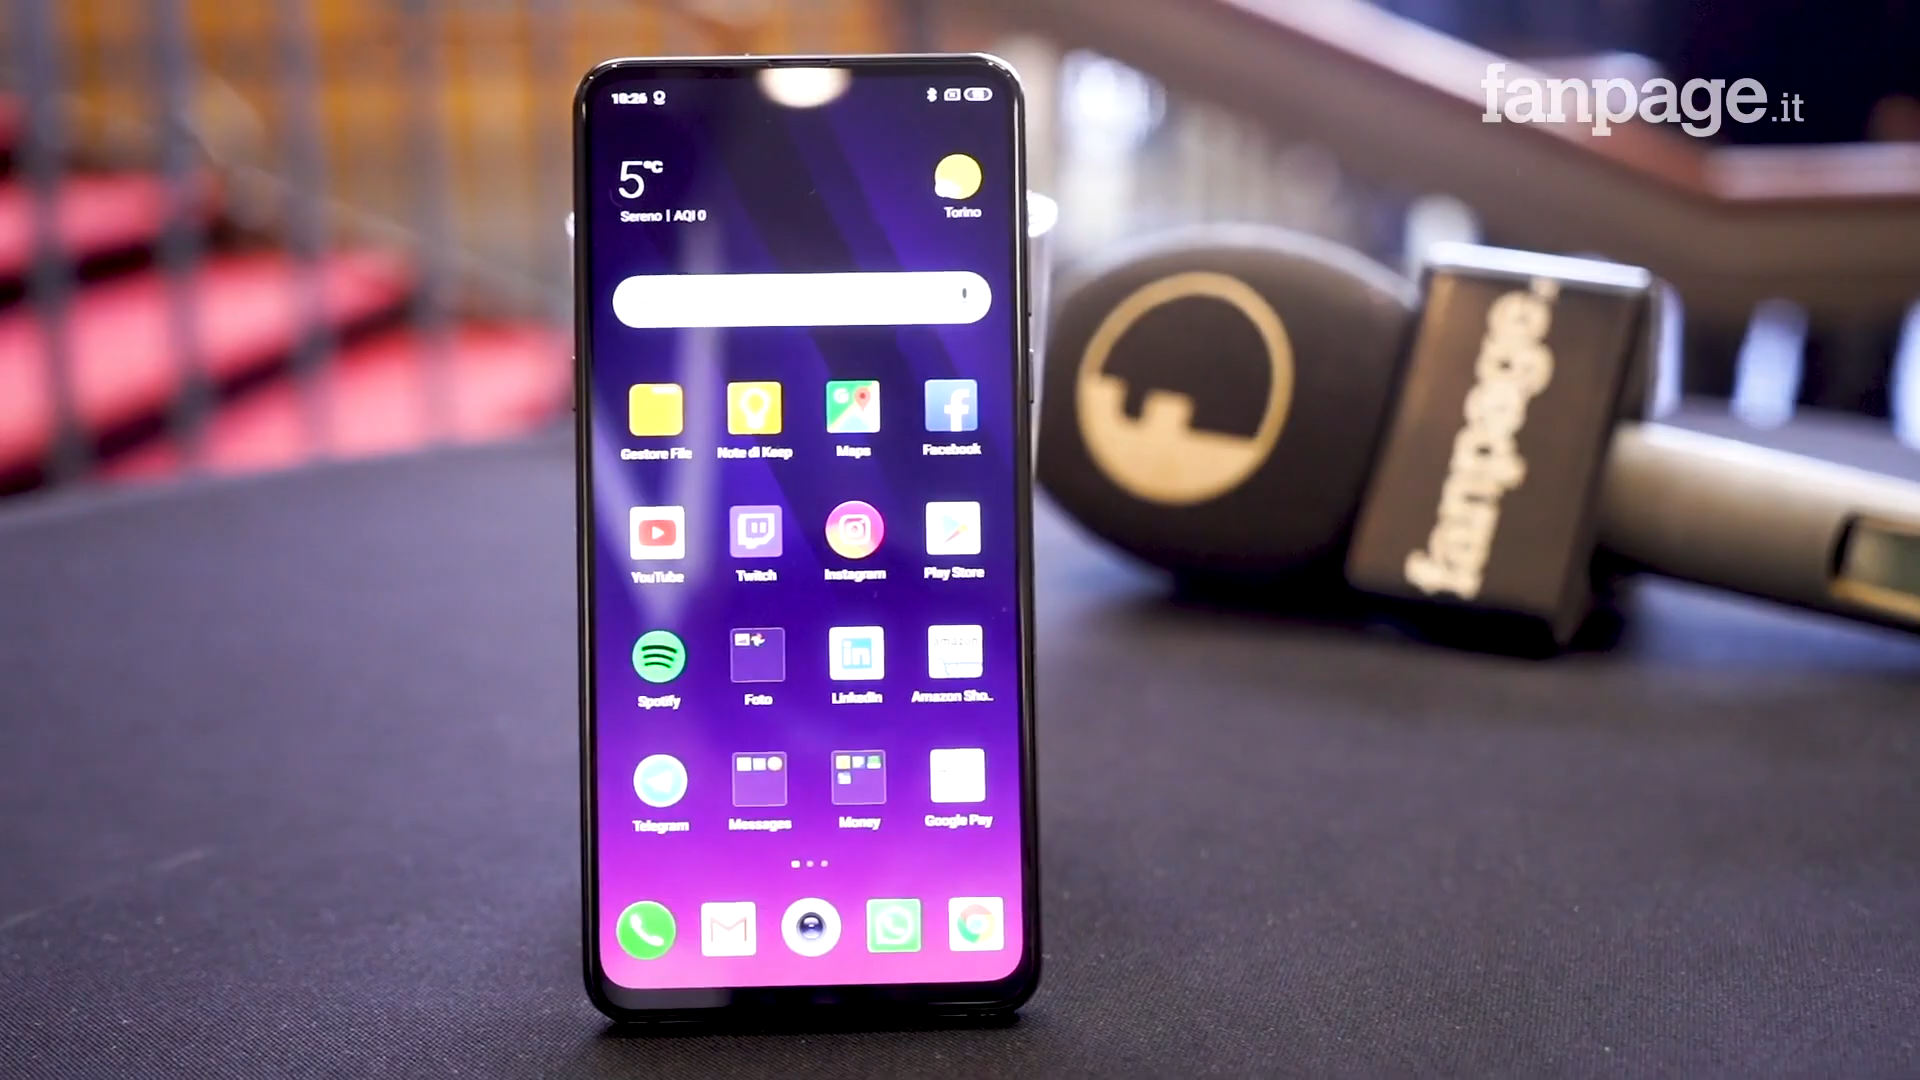 fanpage.it
10:26
5°C
Sereno | AQI 0
Torino
Gestore File
Note di Keep
Maps
Facebook
YouTube
Twitch
Instagram
Play Store
Spotify
Foto
LinkedIn
Amazon Sho..
Telegram
Messages
Money
Google Pay
fanpage